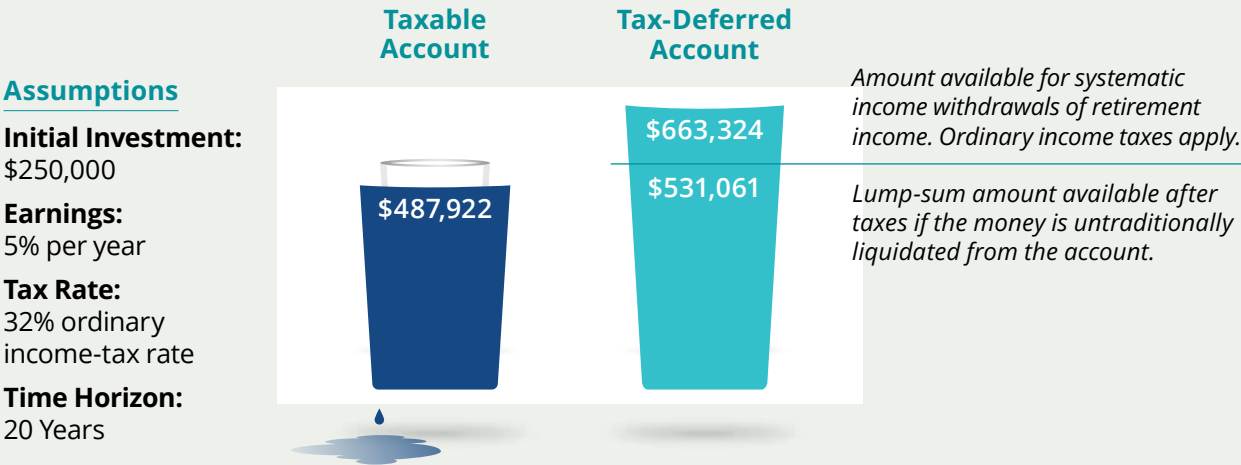 Taxable
Account
Tax-Deferred
Account
Assumptions
Initial Investment:
$250,000
Earnings:
5% per year
Tax Rate:
32% ordinary
income-tax rate
Time Horizon:
20 Years
$487,922
$663,324
$531,061
Amount available for systematic
income withdrawals of retirement
income. Ordinary income taxes apply.
Lump-sum amount available after
taxes if the money is untraditionally
liquidated from the account.